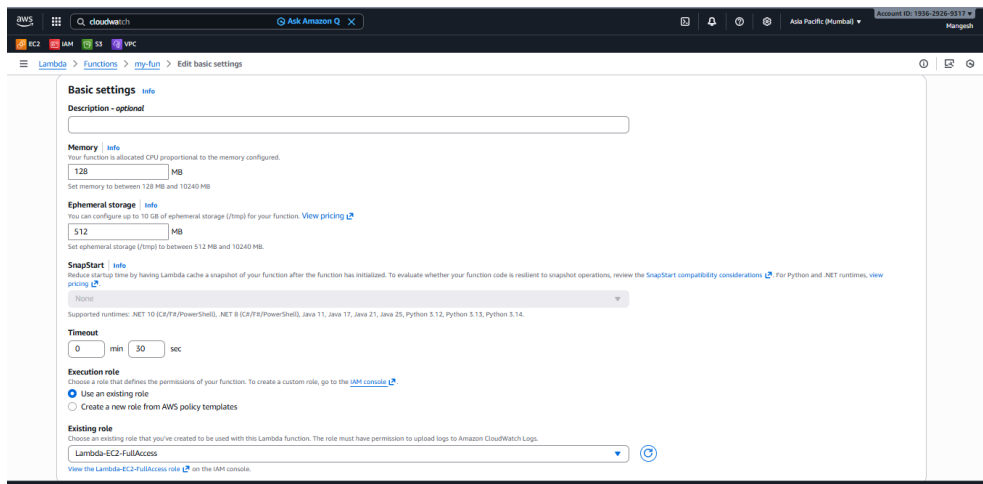 aws
cloudwatch
Ask Amazon Q
Asia Pacific (Mumbai)
Account ID: 1936-2926-9317
Mangesh
EC2 IAM S3 VPC
Lambda > Functions > my-fun > Edit basic settings
Basic settings Info
Description - optional
Memory Info
Your function is allocated CPU proportional to the memory configured.
128 MB
Set memory to between 128 MB and 10240 MB
Ephemeral storage Info
You can configure up to 10 GB of ephemeral storage (/tmp) for your function. View pricing
512 MB
Set ephemeral storage (/tmp) to between 512 MB and 10240 MB.
SnapStart Info
Reduce startup time by having Lambda cache a snapshot of your function after the function has initialized. To evaluate whether your function code is resilient to snapshot operations, review the SnapStart compatibility considerations. For Python and .NET runtimes, view
pricing.
None
Supported runtimes: .NET 10 (C#/F#/PowerShell), .NET 8 (C#/F#/PowerShell), Java 11, Java 17, Java 21, Java 25, Python 3.12, Python 3.13, Python 3.14.
Timeout
0 min 30 sec
Execution role
Choose a role that defines the permissions of your function. To create a custom role, go to the IAM console.
Use an existing role
Create a new role from AWS policy templates
Existing role
Choose an existing role that you've created to be used with this Lambda function. The role must have permission to upload logs to Amazon CloudWatch Logs.
Lambda-EC2-FullAccess
View the Lambda-EC2-FullAccess role on the IAM console.